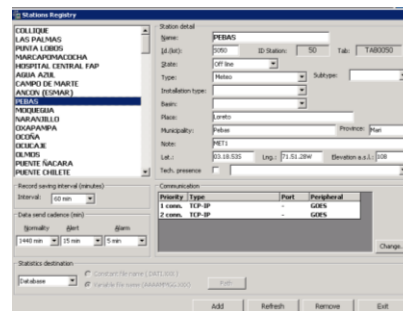 Stations Registry
COLLIQUE
LAS PALMAS
PUNTA LOBOS
MARCAPOMACOCHA
HOSPITAL CENTRAL FAP
AGUA AZUL
CAMPO DE MARTE
ANCON (ESMAR)
PEBAS
MOQUEGUA
NARANJILLO
OXAPAMPA
OCOÑA
OCUCAJE
OLMOS
PUENTE ÑACARA
PUENTE CHILETE
Station detail
Name: PEBAS
Id.(int): 5050 ID Station: 50 Tab: TAB0050
State: Off line
Type: Meteo Subtype:
Installation type:
Basin:
Place: Loreto
Municipality: Pebas Province: Mari
Note: MET1
Lat.: 03.18.535 Lng.: 71.51.28W Elevation a.s.l.: 108
Tech. presence
Record saving interval (minutes)
Interval: 60 min
Data send cadence (min)
Normality Alert Alarm
1440 min 15 min 5 min
Communication
Priority Type Port Peripheral
1 conn. TCP-IP - GOES
2 conn. TCP-IP - GOES
Change.
Statistics destination
Database
Constant file name (DATI.XXX)
Variable file name
Path
Add Refresh Remove Exit